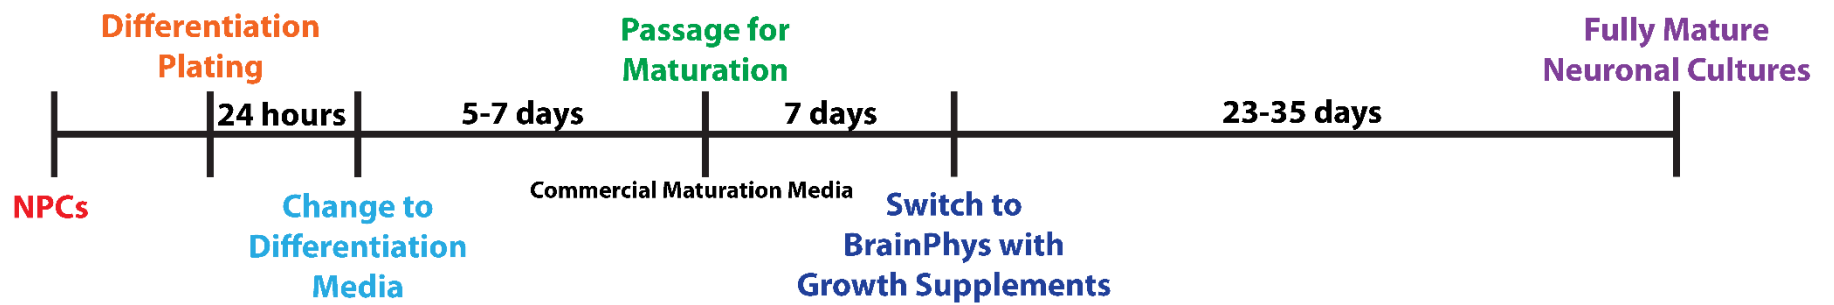 Differentiation
Plating
Passage for
Maturation
Fully Mature
Neuronal Cultures
24 hours
5-7 days
7 days
23-35 days
NPCs
Change to
Differentiation
Media
Commercial Maturation Media
Switch to
BrainPhys with
Growth Supplements